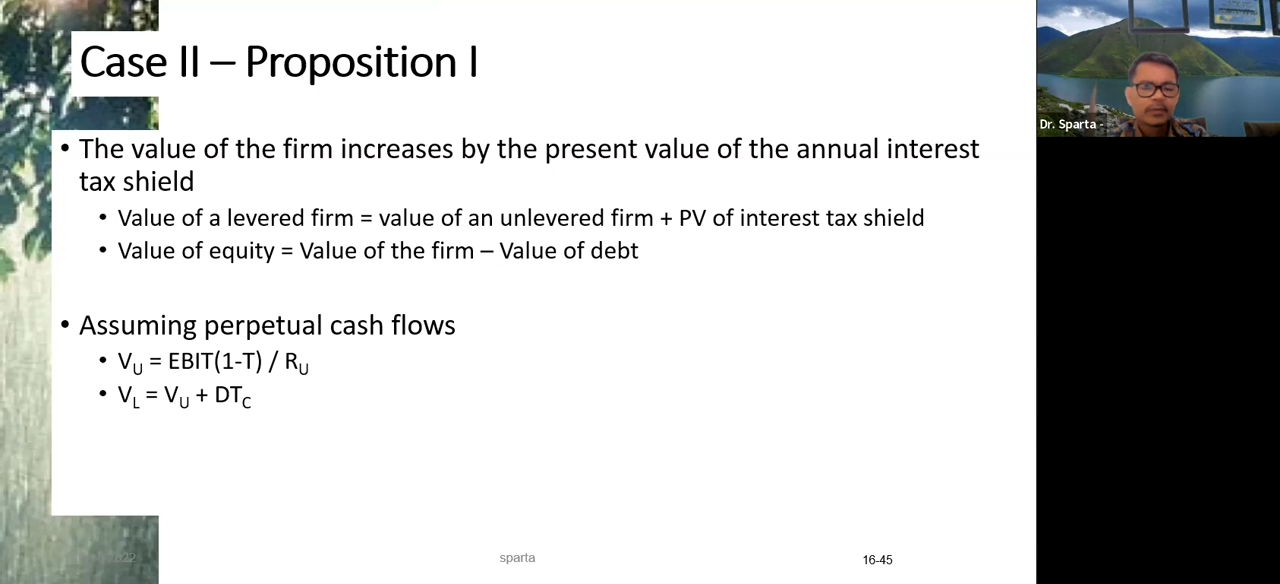 Case II – Proposition I
• The value of the firm increases by the present value of the annual interest
tax shield
• Value of a levered firm = value of an unlevered firm + PV of interest tax shield
• Value of equity = Value of the firm – Value of debt
• Assuming perpetual cash flows
• VU = EBIT(1-T) / RU
• VL = VU + DTC
sparta
16-45
Dr. Sparta -